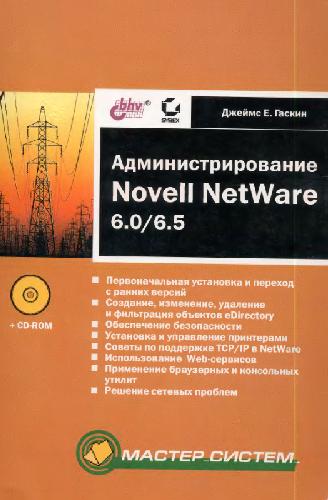 bhv®
SYBEX
Джеймс Е. Гаскин
Администрирование
Novell NetWare
6.0/6.5
Первоначальная установка и переход
с ранних версий
Создание, изменение, удаление
и фильтрация объектов eDirectory
Обеспечение безопасности
Установка и управление принтерами
Советы по поддержке TCP/IP в NetWare
Использование Web-сервисов
Применение браузерных и консольных
утилит
Решение сетевых проблем
+ CD-ROM
МАСТЕР СИСТЕМ